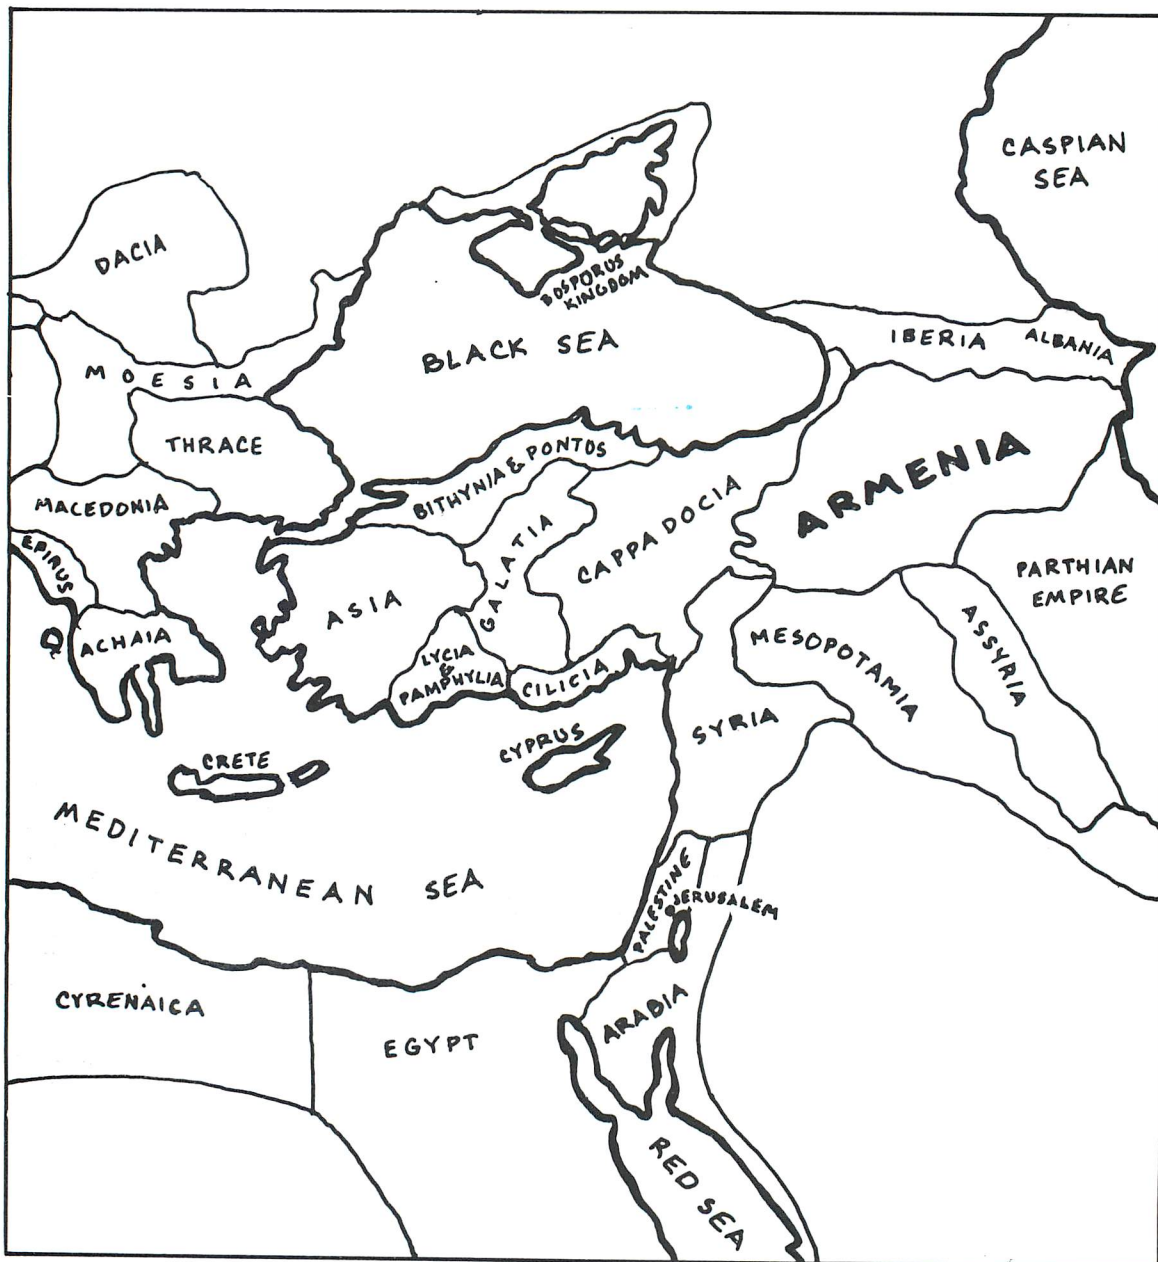 CASPIAN
SEA
DACIA
BOSPORUS
KINGDOM
IBERIA
ALBANIA
BLACK SEA
MOESIA
THRACE
ARMENIA
BITHYNIA & PONTOS
MACEDONIA
CAPPADOCIA
GALATIA
EPIRUS
PARTHIAN
EMPIRE
ASIA
ASSYRIA
ACHAIA
MESOPOTAMIA
LYCIA
&
PAMPHYLIA
CILICIA
SYRIA
CYPRUS
CRETE
MEDITERRANEAN SEA
PALESTINE
JERUSALEM
CYRENAICA
ARABIA
EGYPT
RED SEA